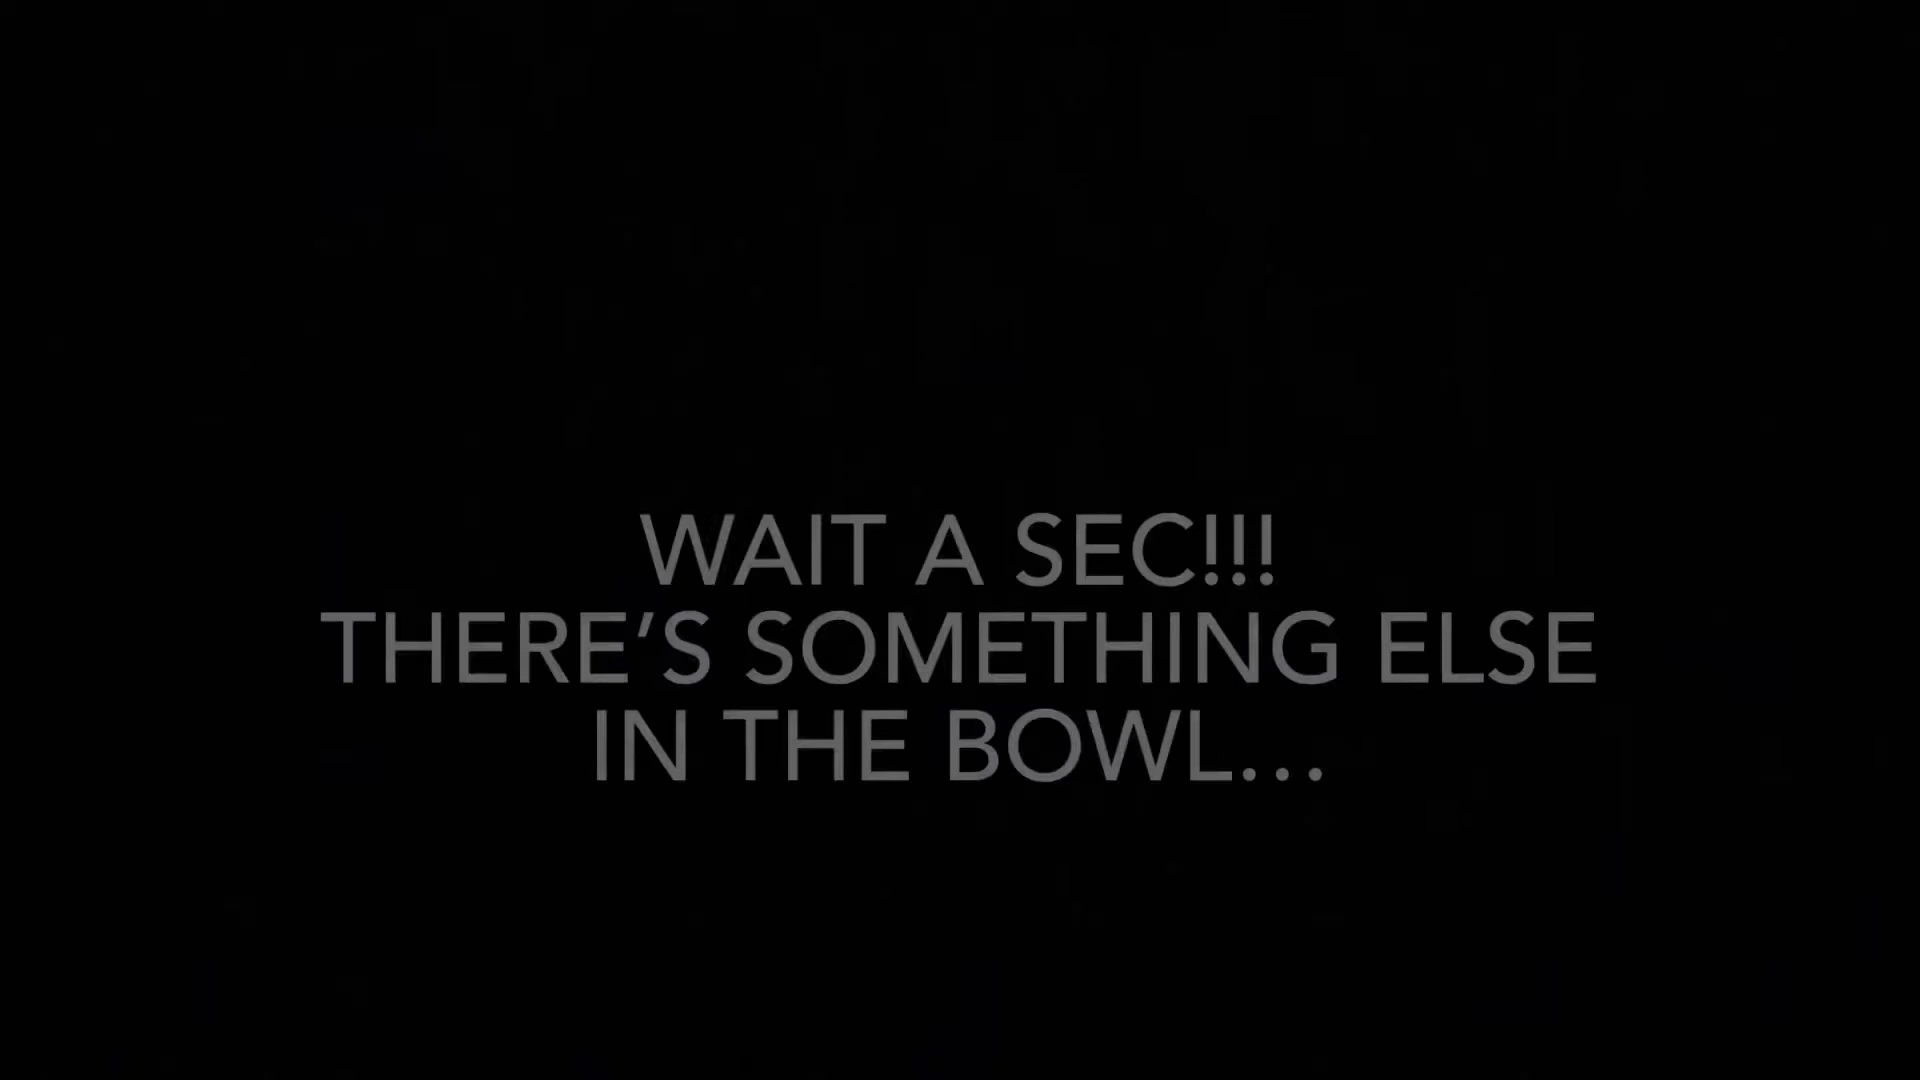 WAIT A SEC!!!
THERE’S SOMETHING ELSE
IN THE BOWL…